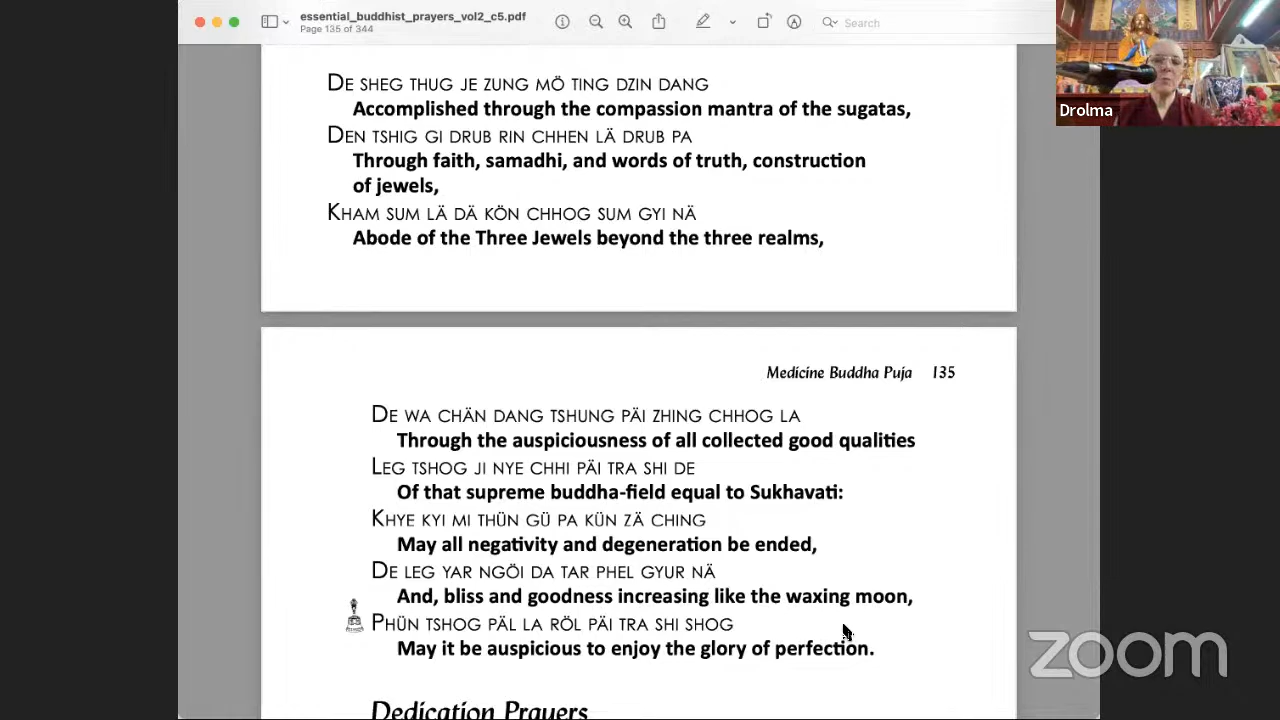 essential_buddhist_prayers_vol2_c5.pdf
Page 135 of 344
Search
Drolma
DE SHEG THUG JE ZUNG MÖ TING DZIN DANG
Accomplished through the compassion mantra of the sugatas,
DEN TSHIG GI DRUB RIN CHHEN LÄ DRUB PA
Through faith, samadhi, and words of truth, construction
of jewels,
KHAM SUM LÄ DÄ KÖN CHHOG SUM GYI NÄ
Abode of the Three Jewels beyond the three realms,
Medicine Buddha Puja 135
DE WA CHÄN DANG TSHUNG PÄI ZHING CHHOG LA
Through the auspiciousness of all collected good qualities
LEG TSHOG JI NYE CHHI PÄI TRA SHI DE
Of that supreme buddha-field equal to Sukhavati:
KHYE KYI MI THÜN GÜ PA KÜN ZÄ CHING
May all negativity and degeneration be ended,
DE LEG YAR NGÖI DA TAR PHEL GYUR NÄ
And, bliss and goodness increasing like the waxing moon,
PHÜN TSHOG PÄL LA RÖL PÄI TRA SHI SHOG
May it be auspicious to enjoy the glory of perfection.
Dedication Prayers
zoom